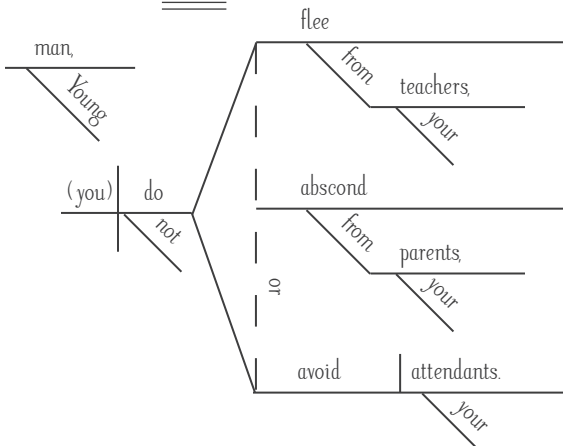 flee
man,
from
Young
teachers,
your
(you)
do
abscond
not
from
parents,
or
your
avoid
attendants.
your